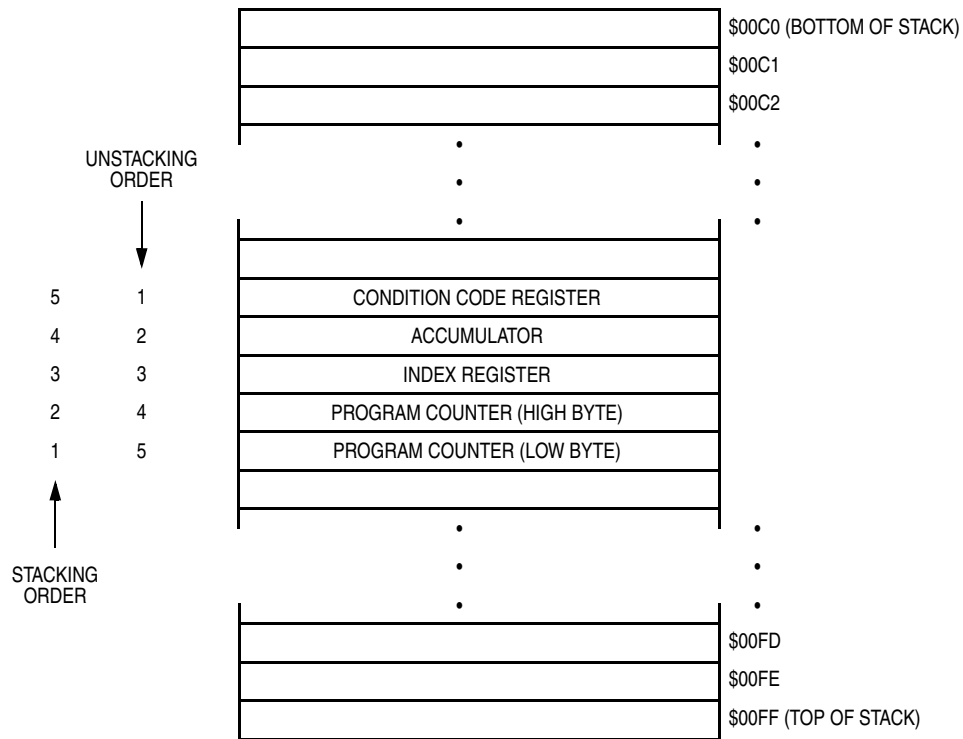 $00C0 (BOTTOM OF STACK)
$00C1
$00C2
UNSTACKING
ORDER
5 1 CONDITION CODE REGISTER
4 2 ACCUMULATOR
3 3 INDEX REGISTER
2 4 PROGRAM COUNTER (HIGH BYTE)
1 5 PROGRAM COUNTER (LOW BYTE)
STACKING
ORDER
$00FD
$00FE
$00FF (TOP OF STACK)